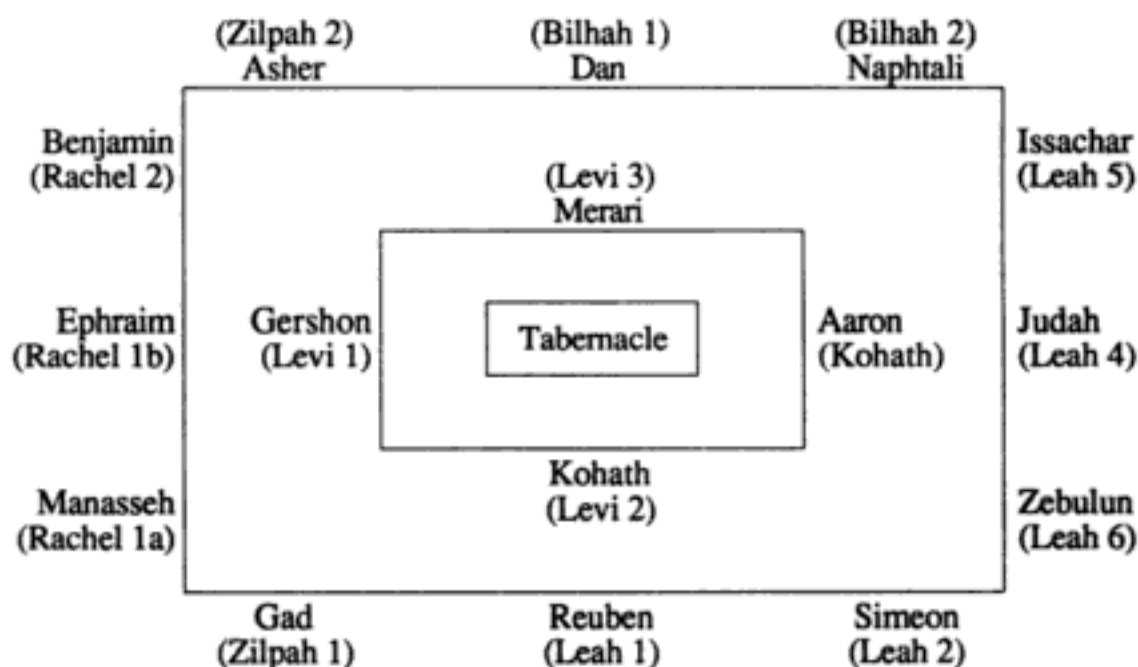 (Zilpah 2) (Bilhah 1) (Bilhah 2)
Asher Dan Naphtali
Benjamin Issachar
(Rachel 2) (Levi 3) (Leah 5)
Merari
Ephraim Gershon Tabernacle Aaron Judah
(Rachel 1b) (Levi 1) (Kohath) (Leah 4)
Kohath
Manasseh (Levi 2) Zebulun
(Rachel 1a) (Leah 6)
Gad Reuben Simeon
(Zilpah 1) (Leah 1) (Leah 2)